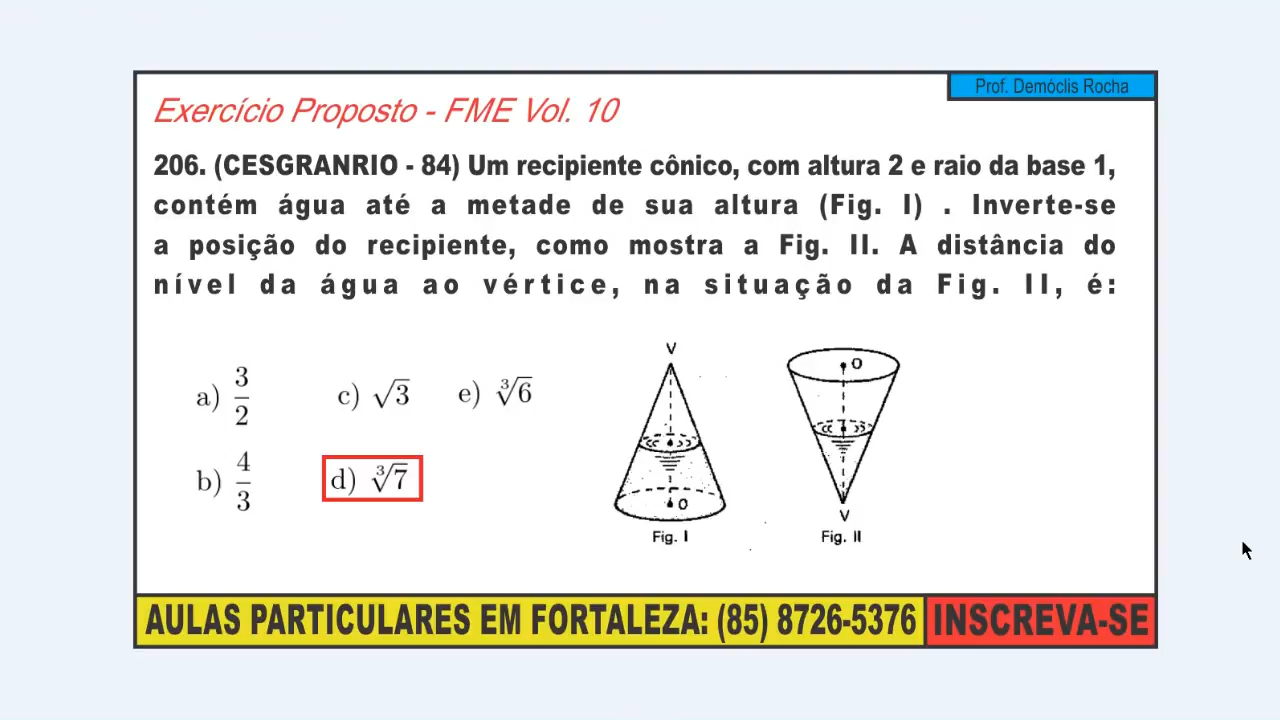 Prof. Demóclis Rocha
Exercício Proposto - FME Vol. 10
206. (CESGRANRIO - 84) Um recipiente cônico, com altura 2 e raio da base 1,
contém água até a metade de sua altura (Fig. I) . Inverte-se
a posição do recipiente, como mostra a Fig. II. A distância do
nível da água ao vértice, na situação da Fig. II, é:
a) 3/2 c) √3 e) ∛6
b) 4/3 d) ∛7
V
O
Fig. I
O
V
Fig. II
AULAS PARTICULARES EM FORTALEZA: (85) 8726-5376 INSCREVA-SE